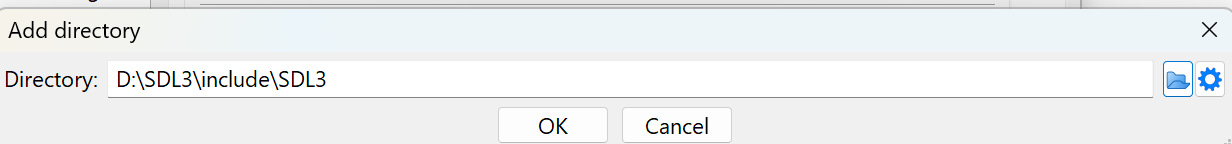 Add directory
Directory: D:\SDL3\include\SDL3
OK Cancel